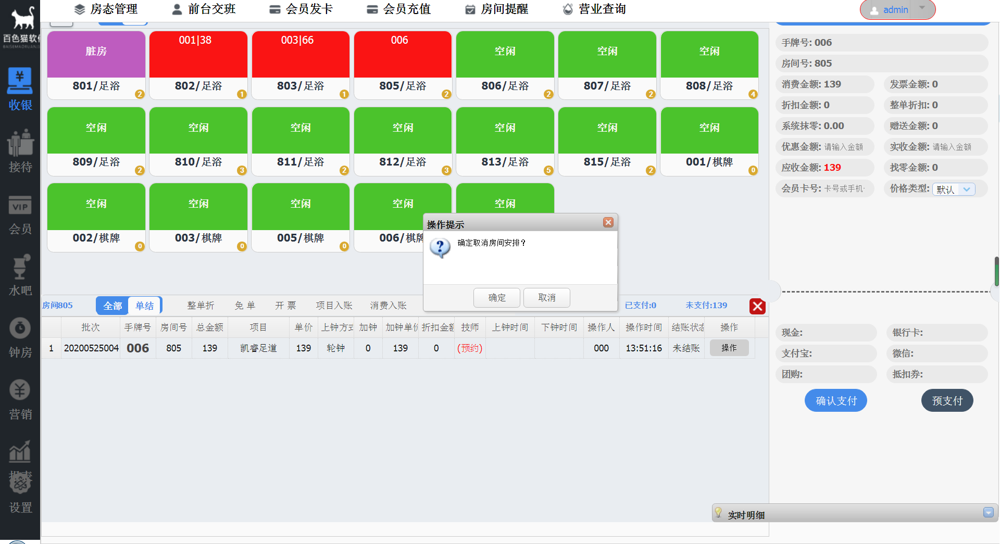 房态管理 前台交班 会员发卡 会员充值 房间提醒 营业查询 admin
百色猫软
收银
接待
VIP
会员
水吧
钟房
营销
设置
脏房 001|38 003|66 006 空闲 空闲 空闲
801/足浴 2 802/足浴 1 803/足浴 1 805/足浴 2 806/足浴 2 807/足浴 2 808/足浴 4
空闲 空闲 空闲 空闲 空闲 空闲 空闲
809/足浴 2 810/足浴 3 811/足浴 2 812/足浴 3 813/足浴 5 815/足浴 2 001/棋牌 0
空闲 空闲 空闲 空闲 空闲
002/棋牌 0 003/棋牌 0 005/棋牌 0 006/棋牌
操作提示
确定取消房间安排？
确定 取消
房间805 全部 单结 整单折 免 单 开 票 项目入账 消费入账 已支付:0 未支付:139
批次 手牌号 房间号 总金额 项目 单价 上钟方式 加钟 加钟单价 折扣金额 技师 上钟时间 下钟时间 操作人 操作时间 结账状态 操作
1 20200525004 006 805 139 凯睿足道 139 轮钟 0 139 0 (预约) 000 13:51:16 未结账 操作
手牌号: 006
房间号: 805
消费金额: 139 发票金额: 0
折扣金额: 0 整单折扣: 0
系统抹零: 0.00 赠送金额: 0
优惠金额: 请输入金额 实收金额: 请输入金额
应收金额: 139 找零金额: 0
会员卡号: 卡号或手机 价格类型: 默认
现金: 银行卡:
支付宝: 微信:
团购: 抵扣券:
确认支付 预支付
实时明细